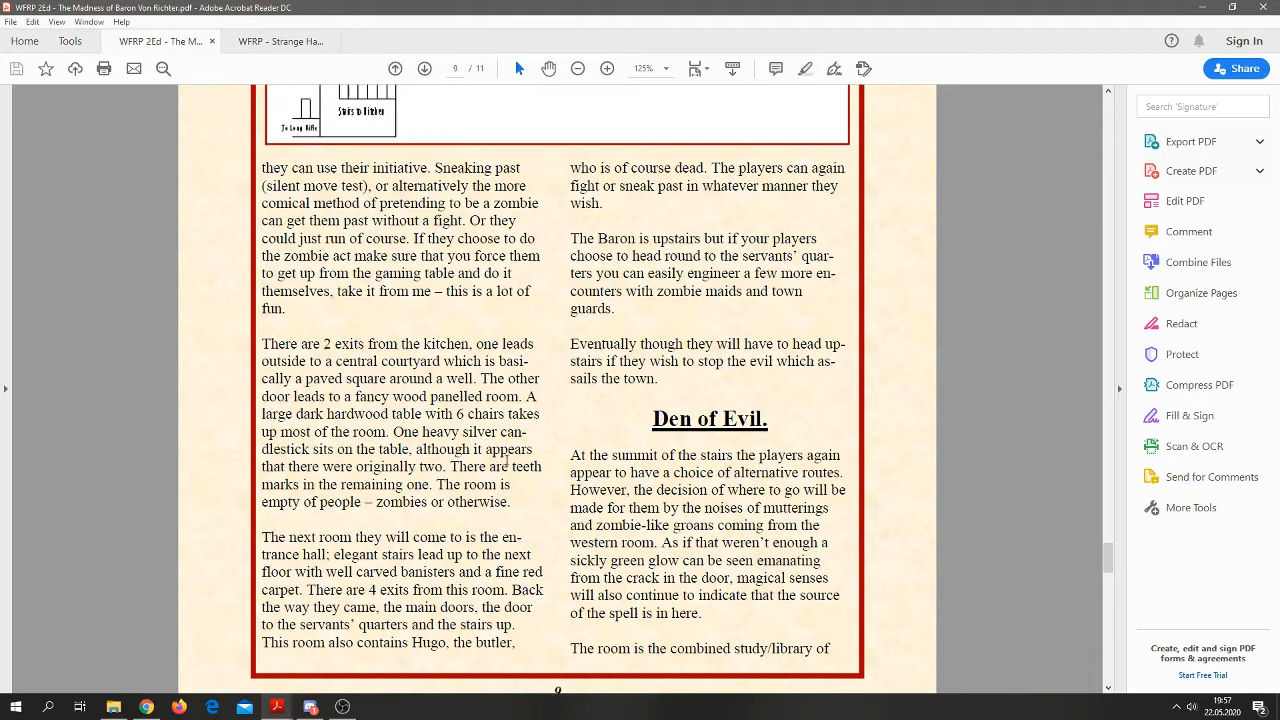 WFRP 2Ed - The Madness of Baron Von Richter.pdf - Adobe Acrobat Reader DC
File Edit View Window Help
Home Tools WFRP 2Ed - The M... × WFRP - Strange Ha... Sign In
9 / 11 125% Share
Stairs to Kitchen
To Long Rifle
they can use their initiative. Sneaking past
(silent move test), or alternatively the more
comical method of pretending to be a zombie
can get them past without a fight. Or they
could just run of course. If they choose to do
the zombie act make sure that you force them
to get up from the gaming table and do it
themselves, take it from me – this is a lot of
fun.
There are 2 exits from the kitchen, one leads
outside to a central courtyard which is basi-
cally a paved square around a well. The other
door leads to a fancy wood panelled room. A
large dark hardwood table with 6 chairs takes
up most of the room. One heavy silver can-
dlestick sits on the table, although it appears
that there were originally two. There are teeth
marks in the remaining one. The room is
empty of people – zombies or otherwise.
The next room they will come to is the en-
trance hall; elegant stairs lead up to the next
floor with well carved banisters and a fine red
carpet. There are 4 exits from this room. Back
the way they came, the main doors, the door
to the servants’ quarters and the stairs up.
This room also contains Hugo, the butler,
who is of course dead. The players can again
fight or sneak past in whatever manner they
wish.
The Baron is upstairs but if your players
choose to head round to the servants’ quar-
ters you can easily engineer a few more en-
counters with zombie maids and town
guards.
Eventually though they will have to head up-
stairs if they wish to stop the evil which as-
sails the town.
Den of Evil.
At the summit of the stairs the players again
appear to have a choice of alternative routes.
However, the decision of where to go will be
made for them by the noises of mutterings
and zombie-like groans coming from the
western room. As if that weren’t enough a
sickly green glow can be seen emanating
from the crack in the door, magical senses
will also continue to indicate that the source
of the spell is in here.
The room is the combined study/library of
9
Search 'Signature'
Export PDF
Create PDF
Edit PDF
Comment
Combine Files
Organize Pages
Redact
Protect
Compress PDF
Fill & Sign
Scan & OCR
Send for Comments
More Tools
Create, edit and sign PDF
forms & agreements
Start Free Trial
19:57
22.05.2020